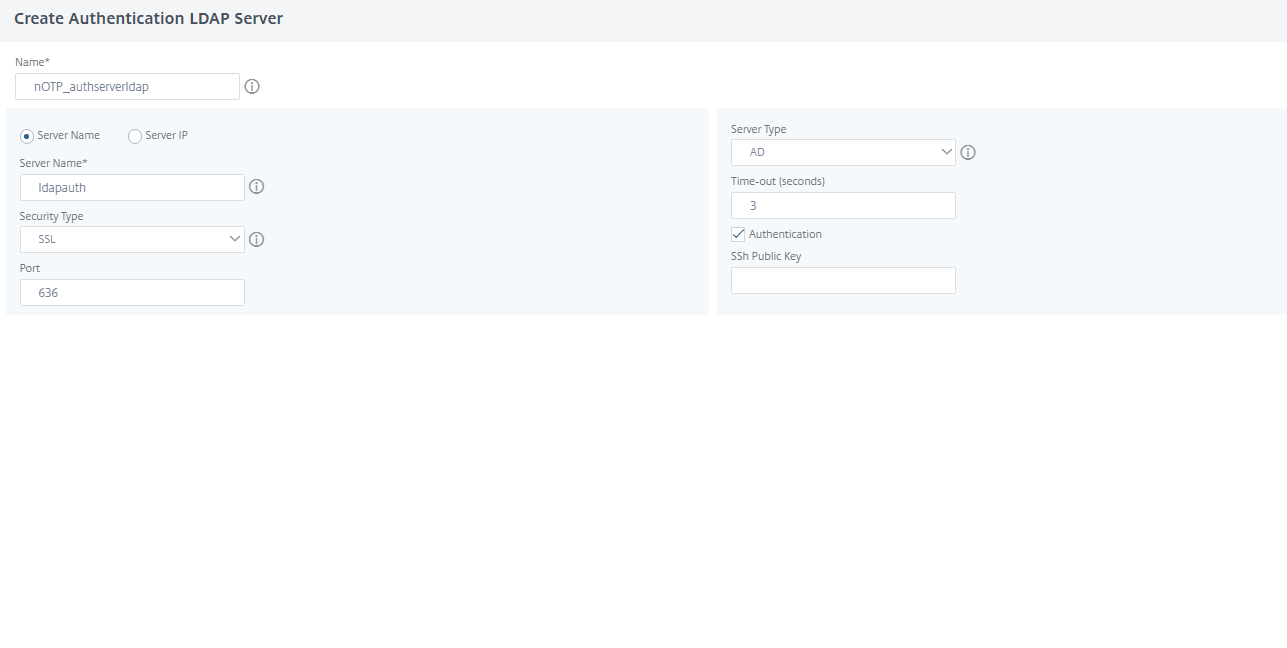 Create Authentication LDAP Server
Name*
nOTP_authserverldap
Server Name
Server IP
Server Name*
ldapauth
Security Type
SSL
Port
636
Server Type
AD
Time-out (seconds)
3
Authentication
SSh Public Key